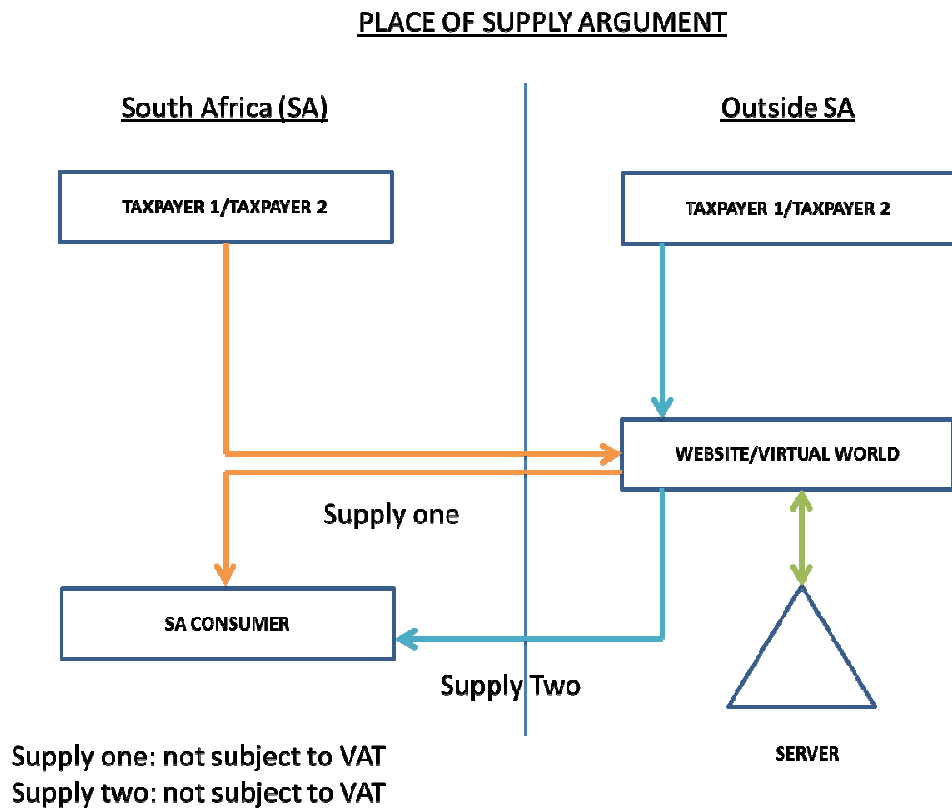 PLACE OF SUPPLY ARGUMENT
South Africa (SA)
Outside SA
TAXPAYER 1/TAXPAYER 2
TAXPAYER 1/TAXPAYER 2
WEBSITE/VIRTUAL WORLD
Supply one
SA CONSUMER
Supply Two
SERVER
Supply one: not subject to VAT
Supply two: not subject to VAT